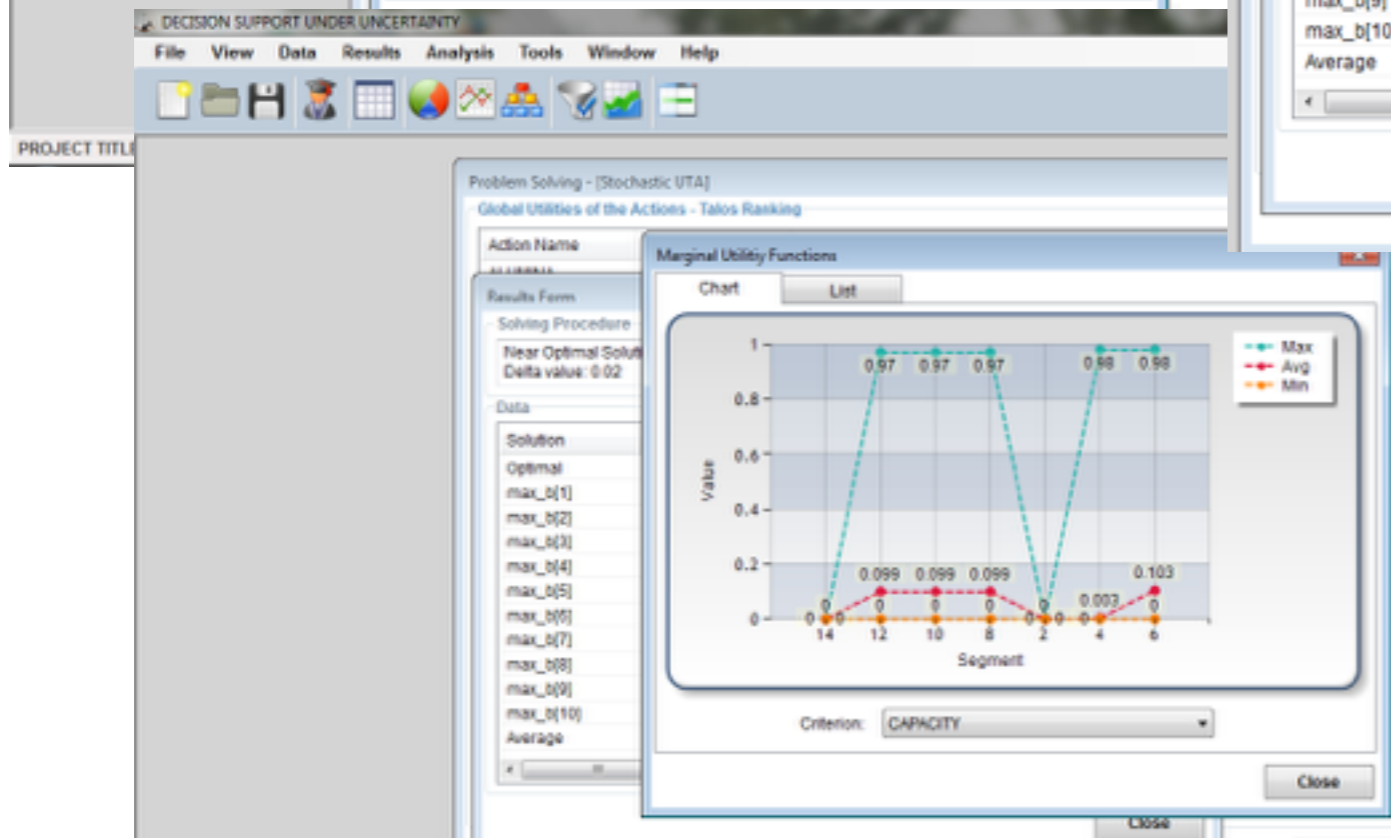 max_b[9]
max_b[10
Average
PROJECT TITLE
DECISION SUPPORT UNDER UNCERTAINTY
File View Data Results Analysis Tools Window Help
Problem Solving - [Stochastic UTA]
Global Utilities of the Actions - Talos Ranking
Action Name
Results Form
Solving Procedure
Near Optimal Soluti
Delta value: 0.02
Data
Solution
Optimal
max_b[1]
max_b[2]
max_b[3]
max_b[4]
max_b[5]
max_b[6]
max_b[7]
max_b[8]
max_b[9]
max_b[10]
Average
Close
Marginal Utilitiy Functions
Chart List
Max
Avg
Min
1
0.8
0.6
0.4
0.2
0
Value
0.97 0.97 0.97 0.98 0.98
0.099 0.099 0.099 0.003 0.103
0 0 0 0 0 0 0
0 0 0 0 0
14 12 10 8 2 4 6
Segment
Criterion: CAPACITY
Close